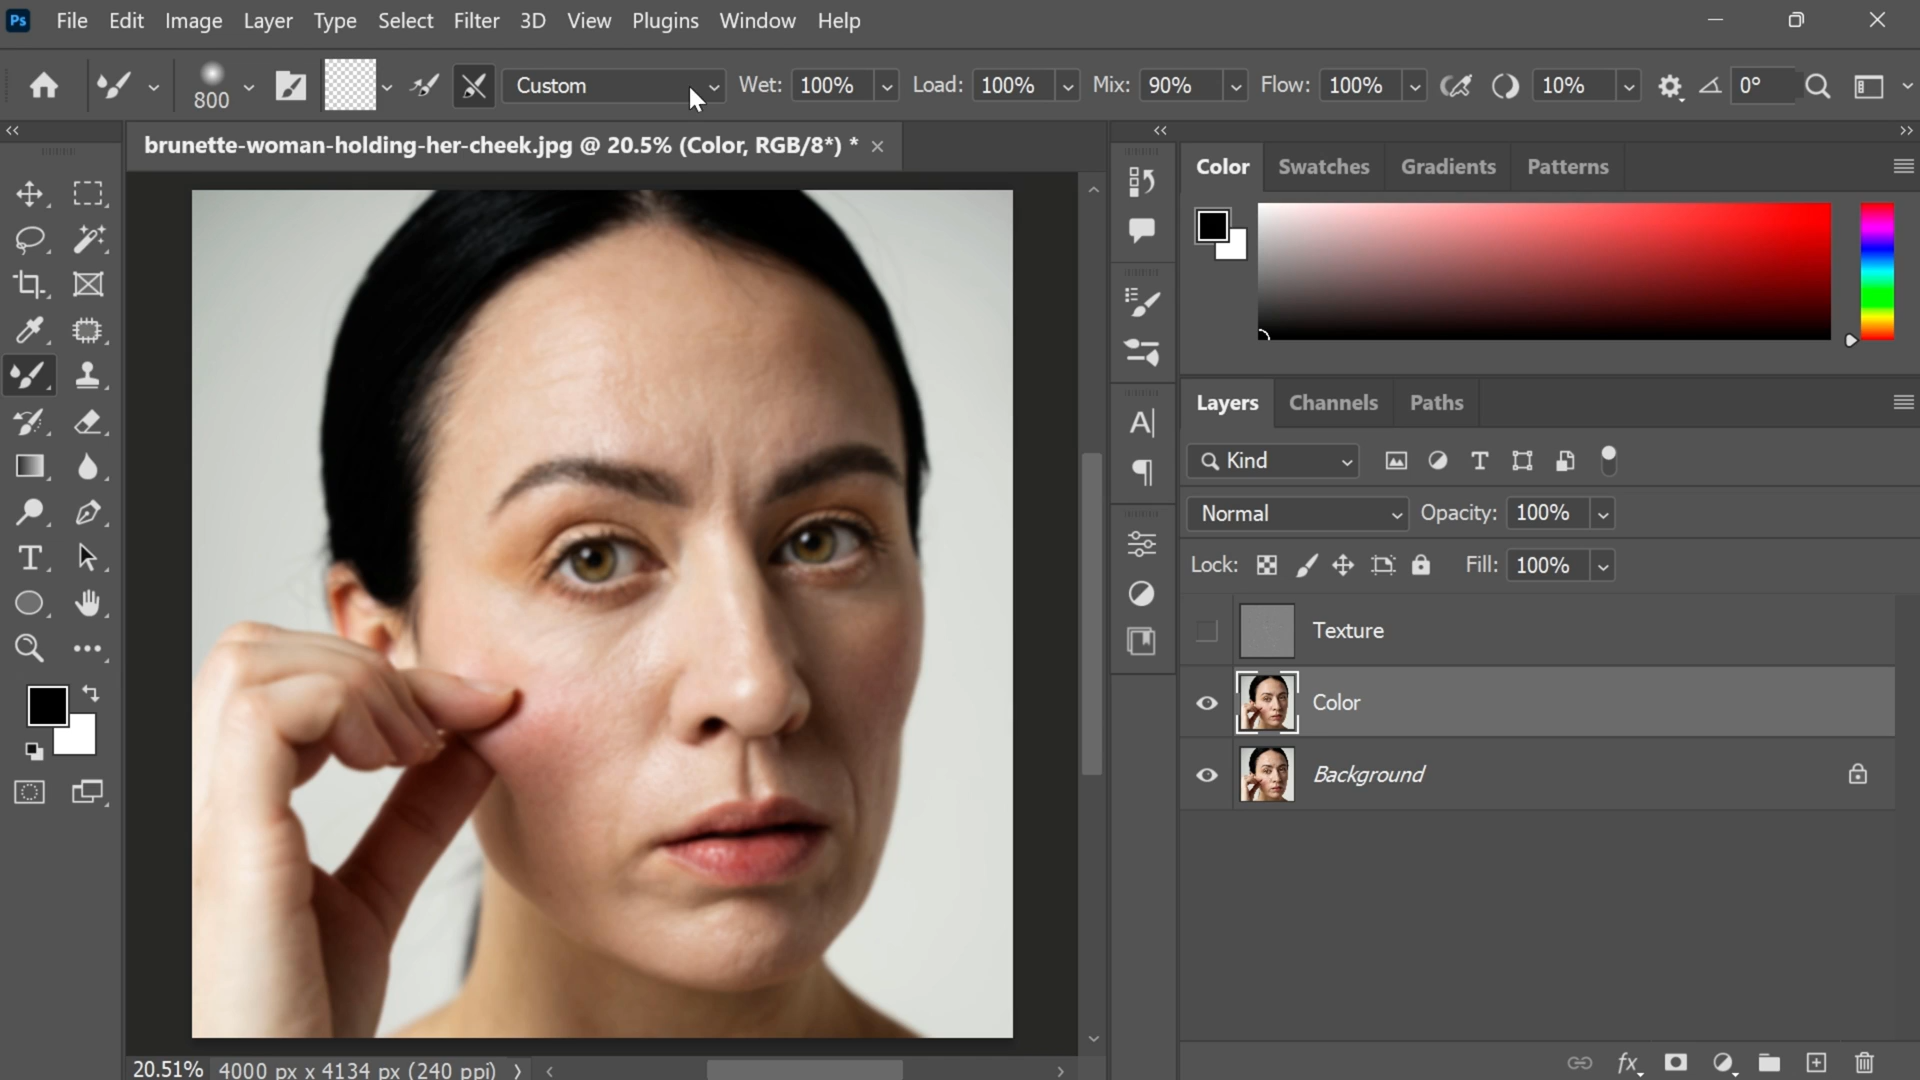 Ps File Edit Image Layer Type Select Filter 3D View Plugins Window Help
800 Custom Wet: 100% Load: 100% Mix: 90% Flow: 100% 10% 0°
brunette-woman-holding-her-cheek.jpg @ 20.5% (Color, RGB/8*) *
Color Swatches Gradients Patterns
Layers Channels Paths
Kind
Normal Opacity: 100%
Lock: Fill: 100%
Texture
Color
Background
20.51% 4000 px x 4134 px (240 ppi)